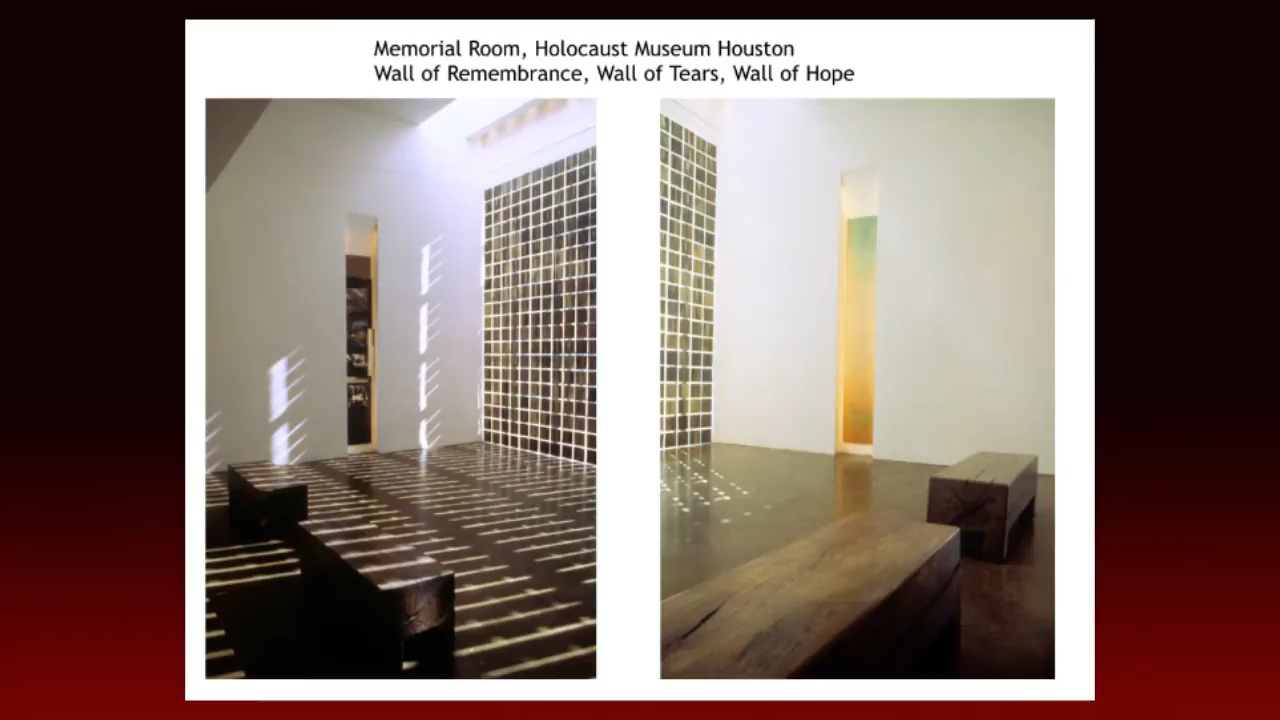 Memorial Room, Holocaust Museum Houston
Wall of Remembrance, Wall of Tears, Wall of Hope